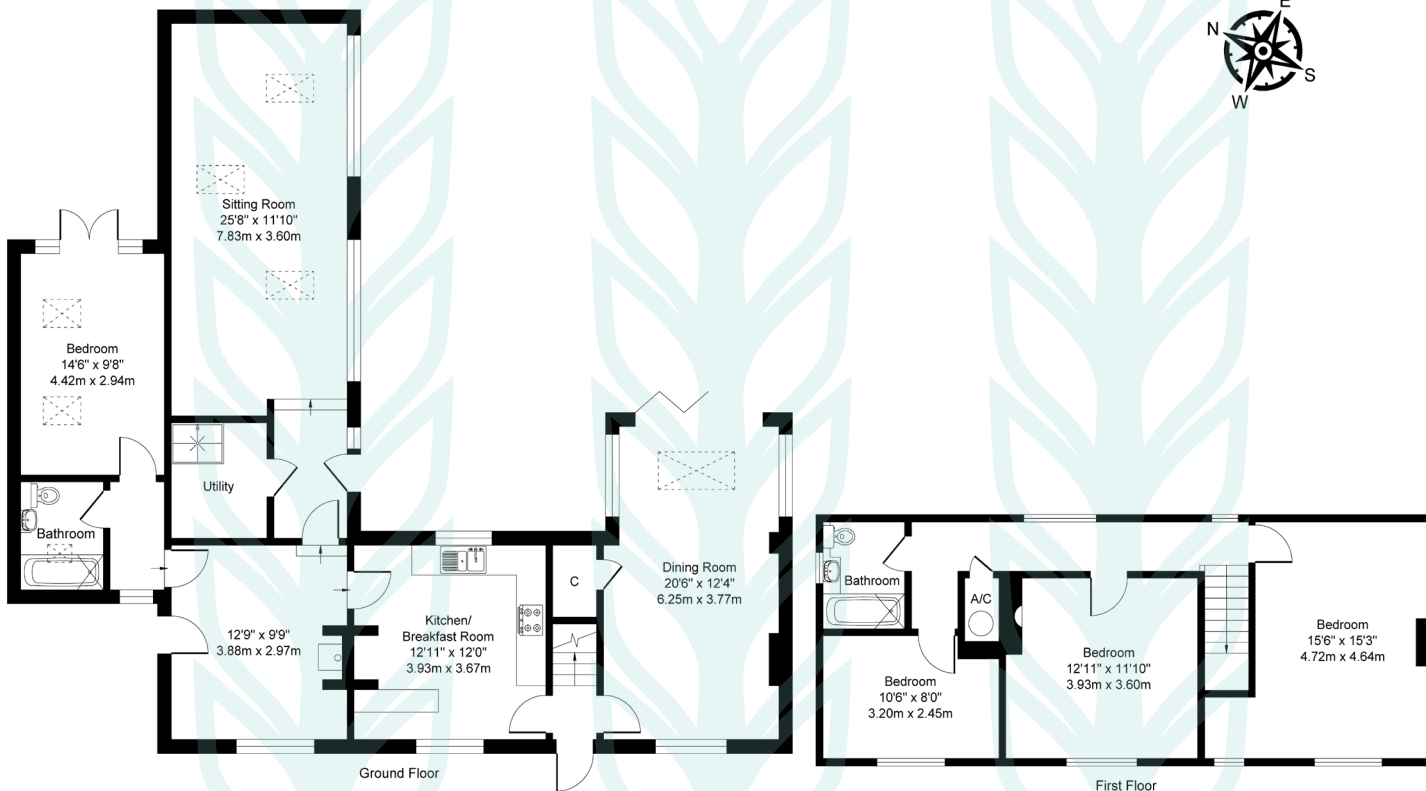 E
N
S
W
Sitting Room
25'8" x 11'10"
7.83m x 3.60m
Bedroom
14'6" x 9'8"
4.42m x 2.94m
Utility
Bathroom
12'9" x 9'9"
3.88m x 2.97m
Kitchen/
Breakfast Room
12'11" x 12'0"
3.93m x 3.67m
C
Dining Room
20'6" x 12'4"
6.25m x 3.77m
Ground Floor
Bathroom
A/C
Bedroom
10'6" x 8'0"
3.20m x 2.45m
Bedroom
12'11" x 11'10"
3.93m x 3.60m
Bedroom
15'6" x 15'3"
4.72m x 4.64m
First Floor